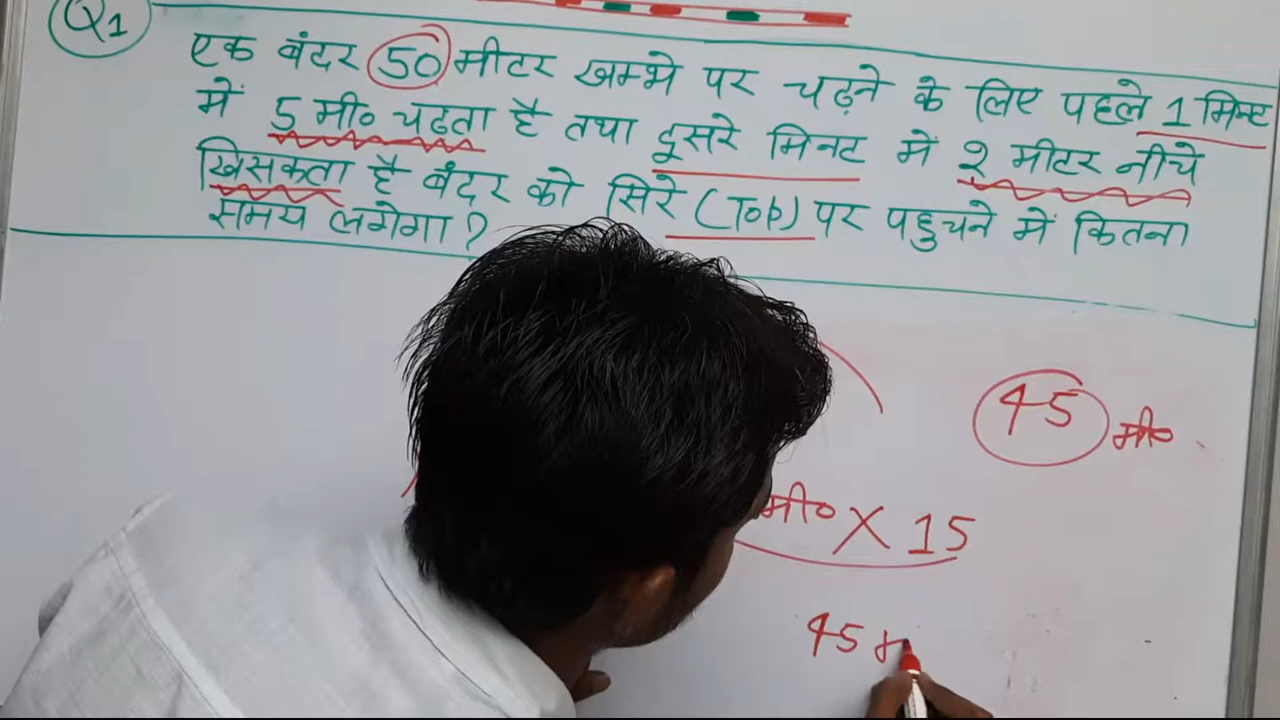 Q1
एक बंदर 50 मीटर खम्भे पर चढ़ने के लिए पहले 1 मिनट
में 5 मी० चढ़ता है तथा दूसरे मिनट में 2 मीटर नीचे
खिसकता है बंदर को सिरे (Top) पर पहुचने में कितना
समय लगेगा?
45 मी०
मी० X 15
45